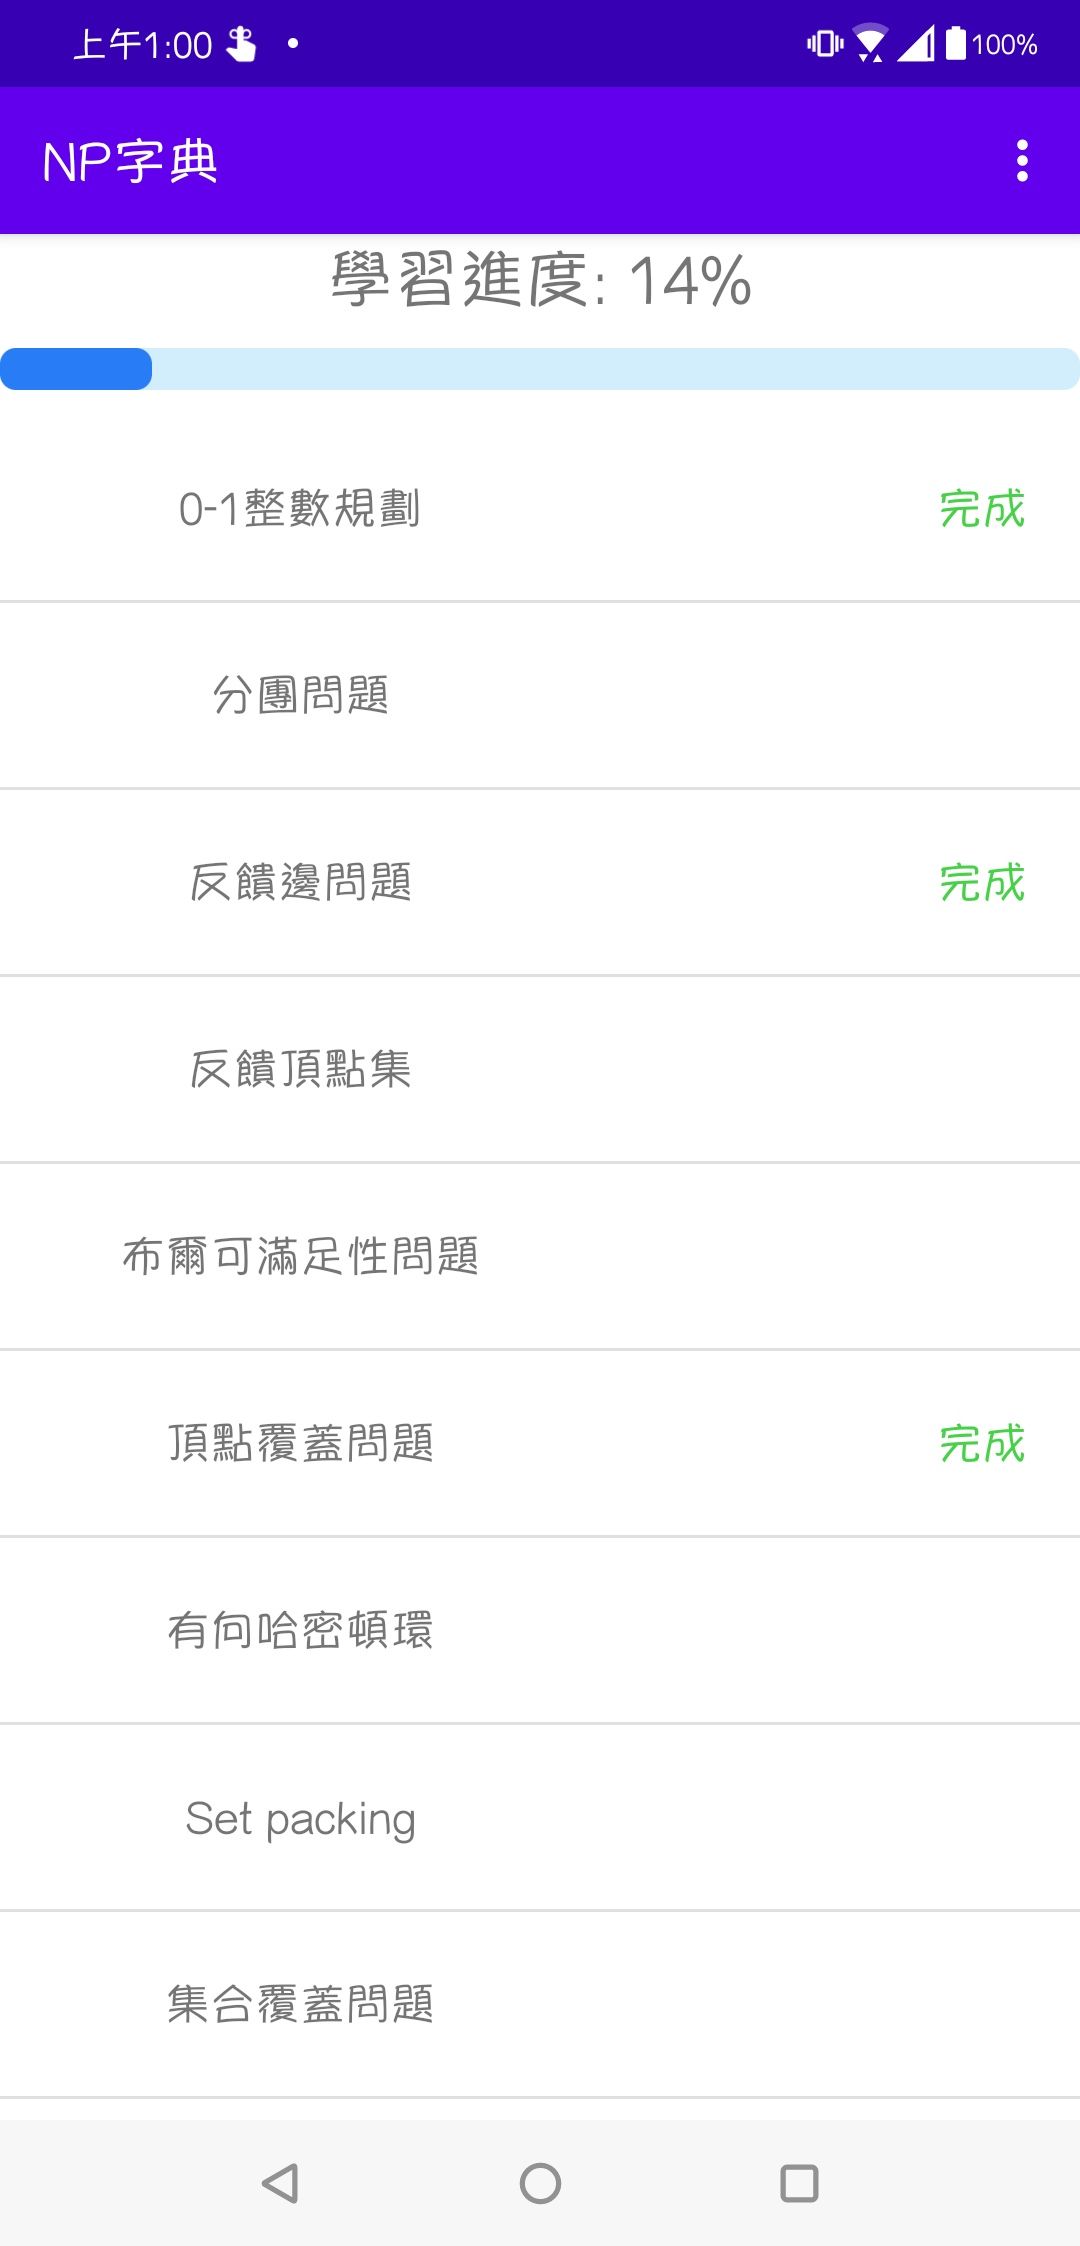 上午1:00
100%
NP字典
學習進度: 14%
0-1整數規劃 完成
分團問題
反饋邊問題 完成
反饋頂點集
布爾可滿足性問題
頂點覆蓋問題 完成
有向哈密頓環
Set packing
集合覆蓋問題